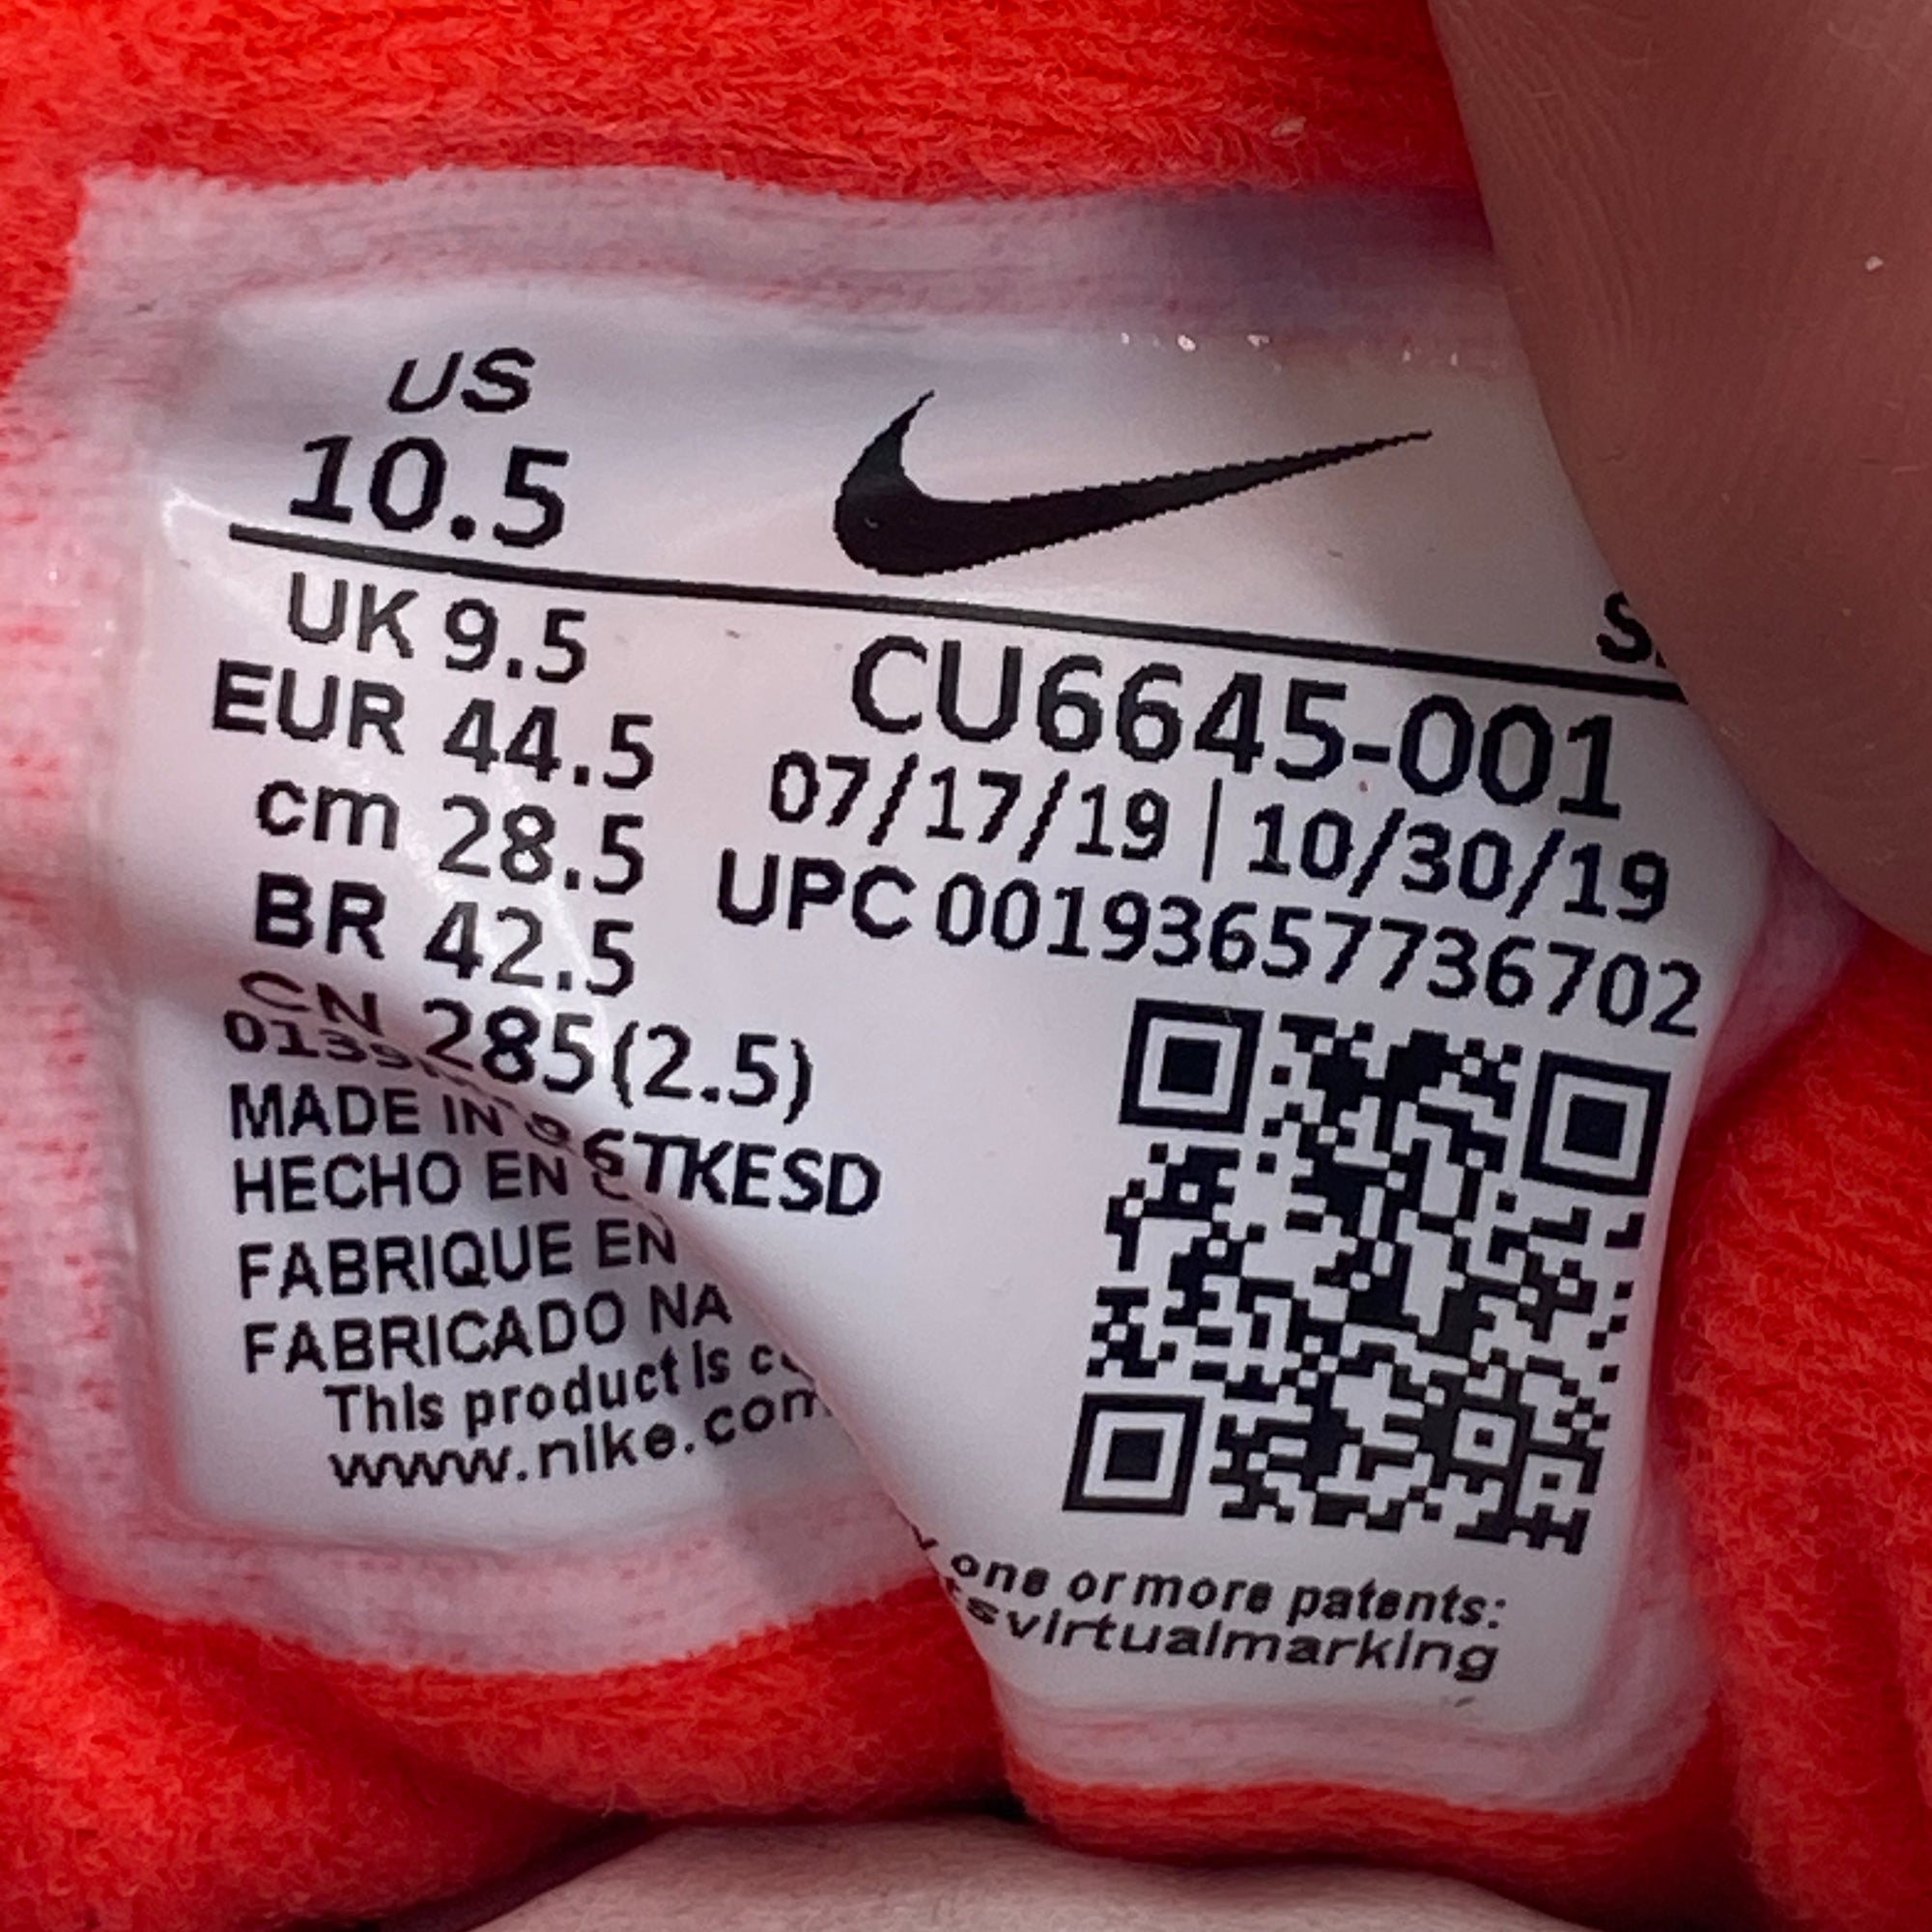 US
10.5
UK 9.5
EUR 44.5
cm 28.5
BR 42.5
CN 285(2.5)
CU6645-001
07/17/19 | 10/30/19
UPC 00193657736702
MADE IN
HECHO EN
FABRIQUE EN
FABRICADO NA
This product is
www.nike.com
one or more patents: